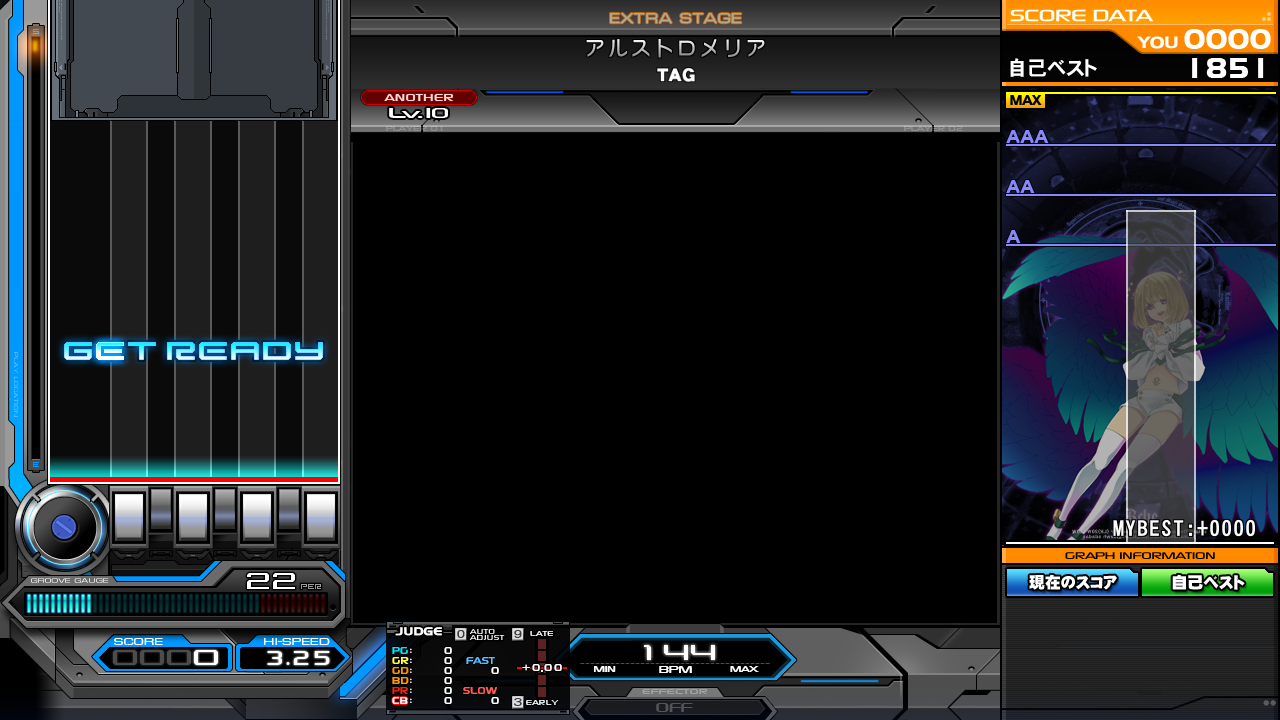 EXTRA STAGE
アルストロメリア
TAG
ANOTHER
Lv.10
PLAYER 01
PLAYER 02
SCORE DATA
YOU 0000
自己ベスト 1851
MAX
AAA
AA
A
MYBEST:+0000
GRAPH INFORMATION
現在のスコア
自己ベスト
GET READY
GROOVE GAUGE
22 PER
SCORE
0000
HI-SPEED
3.25
JUDGE
0 AUTO ADJUST
9 LATE
PG: 0
GR: 0
GD: 0
BD: 0
PR: 0
CB: 0
FAST
0
SLOW
0
+0.00
3 EARLY
144
MIN BPM MAX
EFFECTOR
OFF